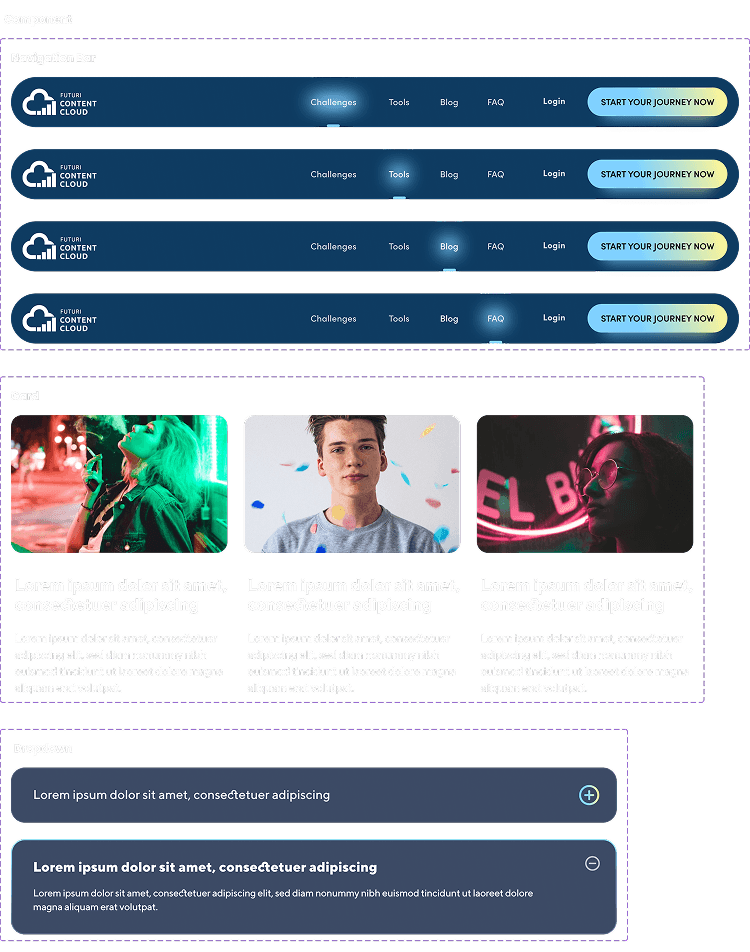 Component
Navigation Bar
FUTURI
CONTENT
CLOUD
Challenges
Tools
Blog
FAQ
Login
START YOUR JOURNEY NOW
FUTURI
CONTENT
CLOUD
Challenges
Tools
Blog
FAQ
Login
START YOUR JOURNEY NOW
FUTURI
CONTENT
CLOUD
Challenges
Tools
Blog
FAQ
Login
START YOUR JOURNEY NOW
FUTURI
CONTENT
CLOUD
Challenges
Tools
Blog
FAQ
Login
START YOUR JOURNEY NOW
Card
EL B
Lorem ipsum dolor sit amet,
consectetuer adipiscing
Lorem ipsum dolor sit amet, consectetuer
adipiscing elit, sed diam nonummy nibh
euismod tincidunt ut laoreet dolore magna
aliquam erat volutpat.
Lorem ipsum dolor sit amet,
consectetuer adipiscing
Lorem ipsum dolor sit amet, consectetuer
adipiscing elit, sed diam nonummy nibh
euismod tincidunt ut laoreet dolore magna
aliquam erat volutpat.
Lorem ipsum dolor sit amet,
consectetuer adipiscing
Lorem ipsum dolor sit amet, consectetuer
adipiscing elit, sed diam nonummy nibh
euismod tincidunt ut laoreet dolore magna
aliquam erat volutpat.
Dropdown
Lorem ipsum dolor sit amet, consectetuer adipiscing
Lorem ipsum dolor sit amet, consectetuer adipiscing
Lorem ipsum dolor sit amet, consectetuer adipiscing elit, sed diam nonummy nibh euismod tincidunt ut laoreet dolore
magna aliquam erat volutpat.